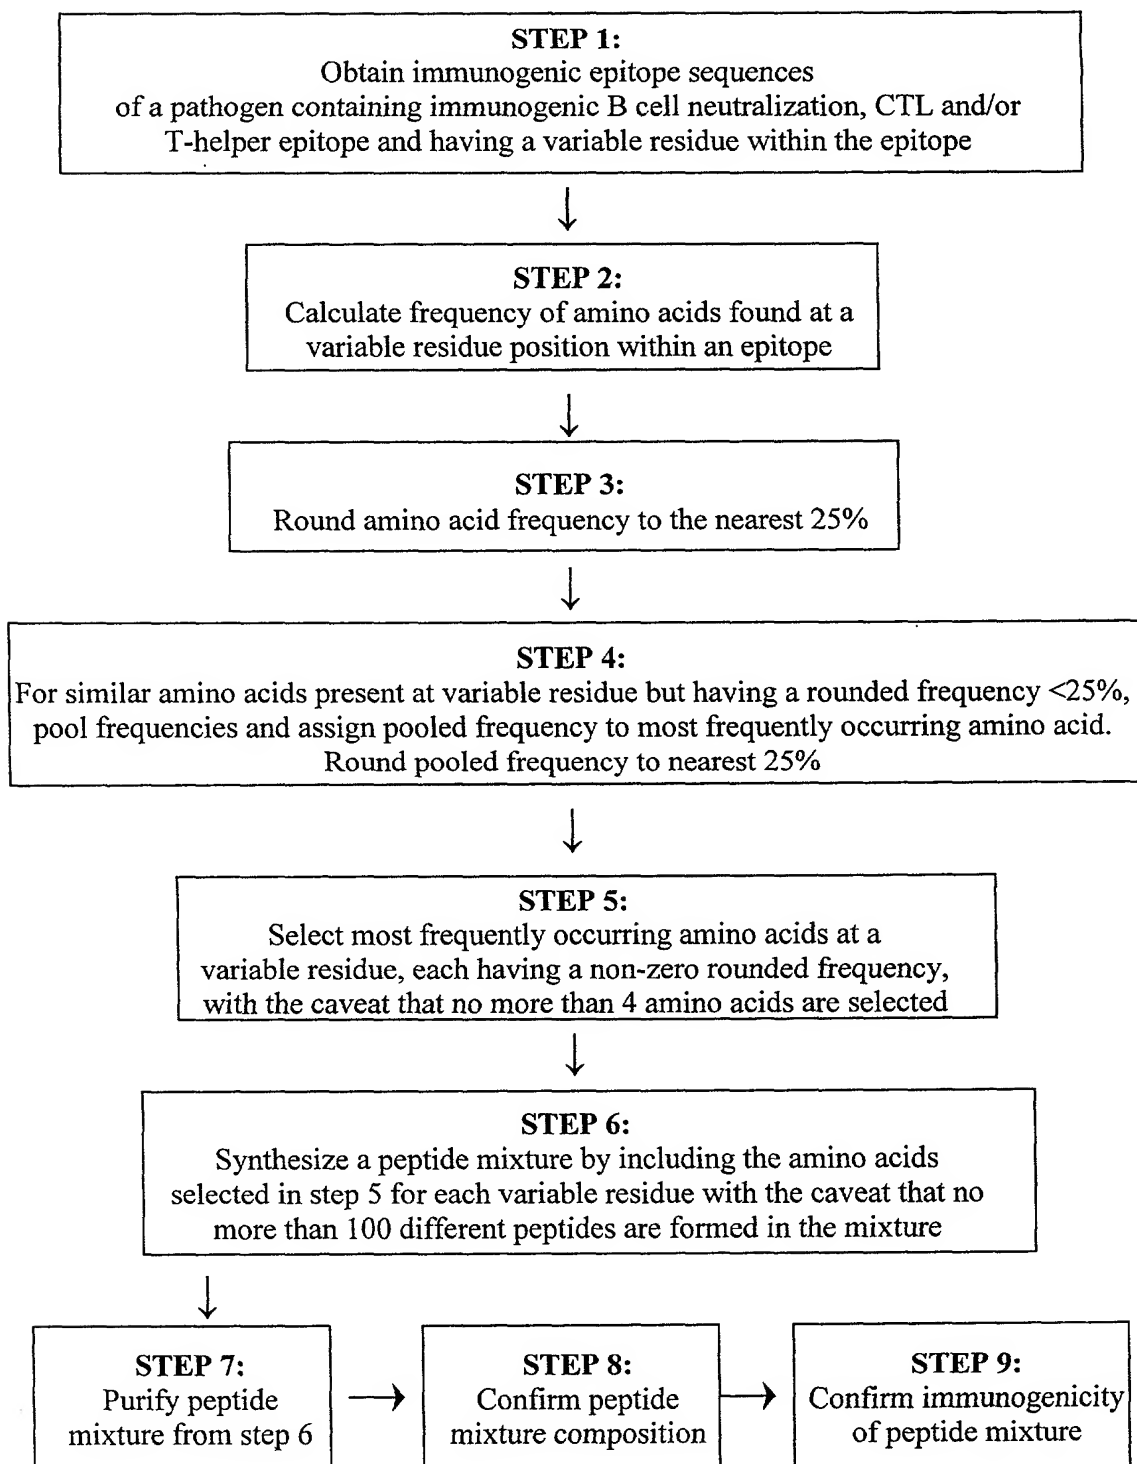 STEP 1:
Obtain immunogenic epitope sequences
of a pathogen containing immunogenic B cell neutralization, CTL and/or
T-helper epitope and having a variable residue within the epitope
STEP 2:
Calculate frequency of amino acids found at a
variable residue position within an epitope
STEP 3:
Round amino acid frequency to the nearest 25%
STEP 4:
For similar amino acids present at variable residue but having a rounded frequency <25%,
pool frequencies and assign pooled frequency to most frequently occurring amino acid.
Round pooled frequency to nearest 25%
STEP 5:
Select most frequently occurring amino acids at a
variable residue, each having a non-zero rounded frequency,
with the caveat that no more than 4 amino acids are selected
STEP 6:
Synthesize a peptide mixture by including the amino acids
selected in step 5 for each variable residue with the caveat that no
more than 100 different peptides are formed in the mixture
STEP 7:
Purify peptide
mixture from step 6
STEP 8:
Confirm peptide
mixture composition
STEP 9:
Confirm immunogenicity
of peptide mixture